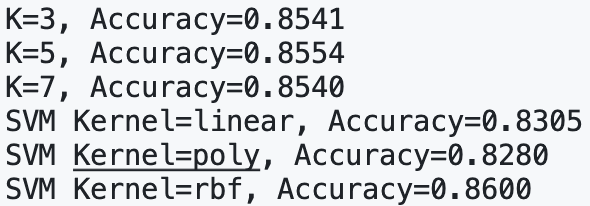 K=3, Accuracy=0.8541
K=5, Accuracy=0.8554
K=7, Accuracy=0.8540
SVM Kernel=linear, Accuracy=0.8305
SVM Kernel=poly, Accuracy=0.8280
SVM Kernel=rbf, Accuracy=0.8600